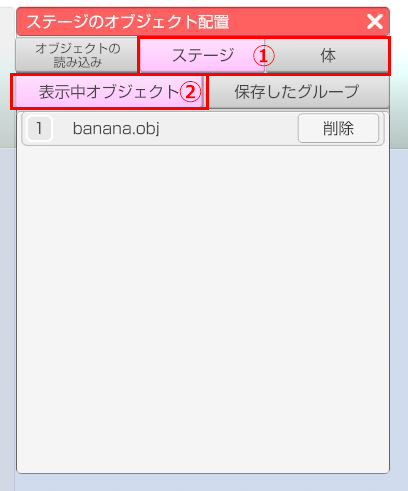 ステージのオブジェクト配置
オブジェクトの
読み込み
ステージ ① 体
表示中オブジェクト ② 保存したグループ
1 banana.obj 削除